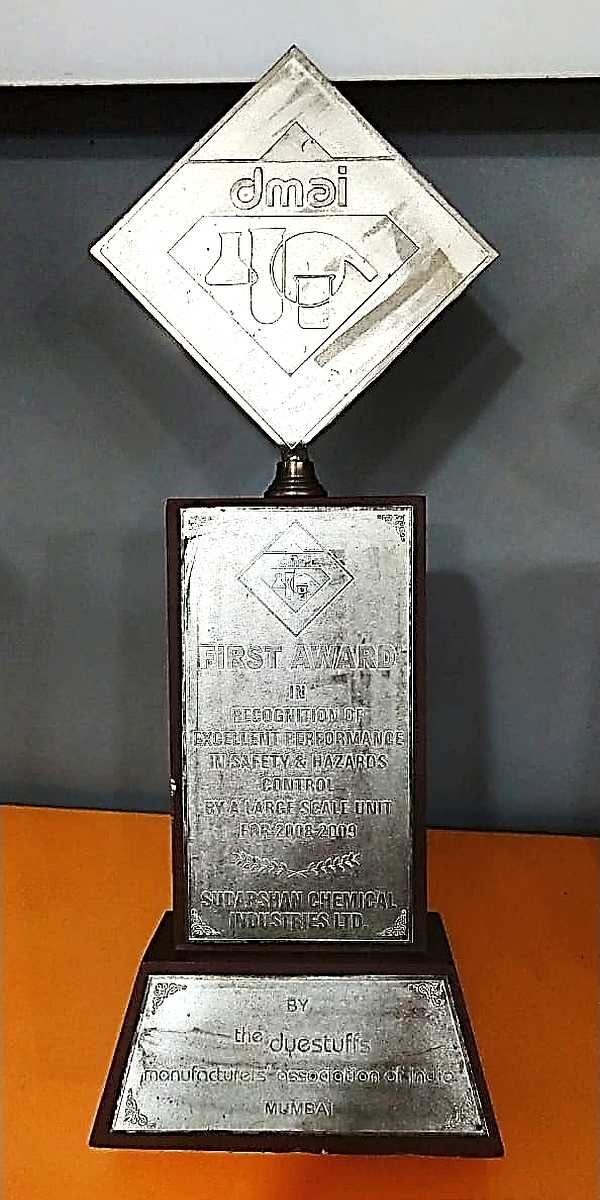 dmai
FIRST AWARD
IN
RECOGNITION OF
EXCELLENT PERFORMANCE
IN SAFETY & HAZARDS
CONTROL
BY A LARGE SCALE UNIT
FOR 2008-2009
SUDARSHAN CHEMICAL
INDUSTRIES LTD.
BY
the dyestuffs
manufacturers' association of india
MUMBAI